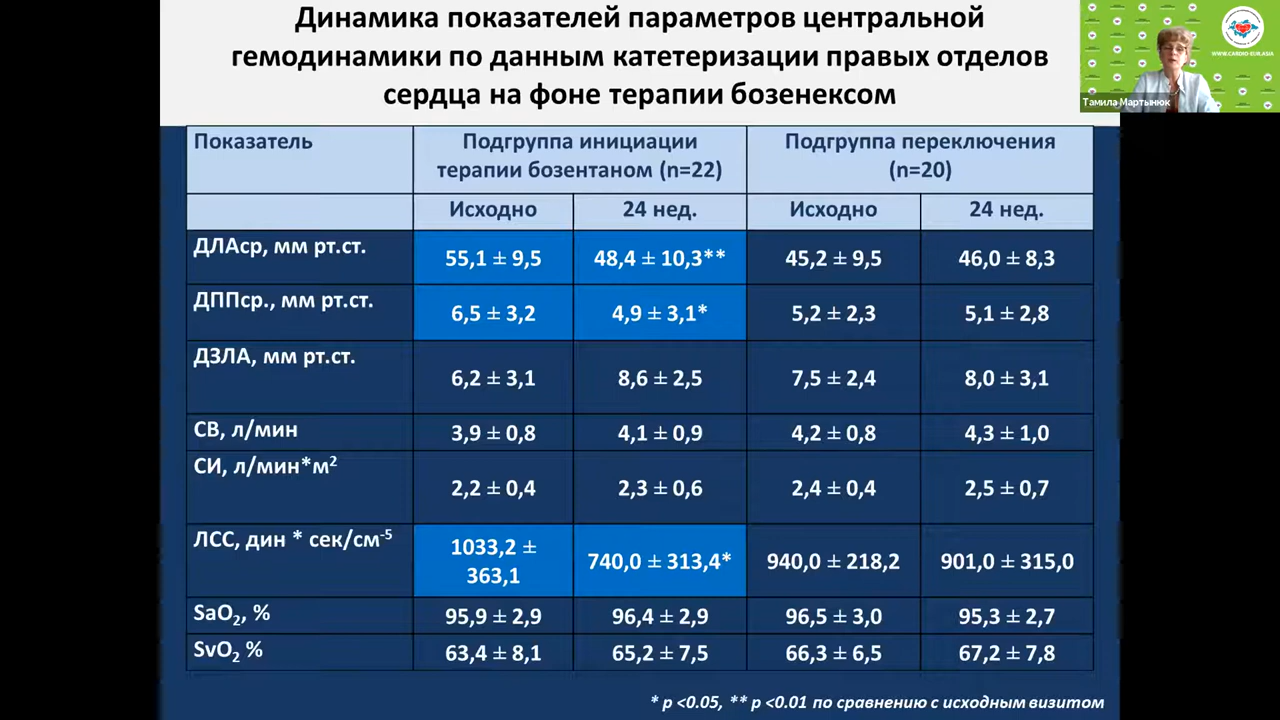 Динамика показателей параметров центральной
гемодинамики по данным катетеризации правых отделов
сердца на фоне терапии бозенексом
WWW.CARDIO-EUR.ASIA
Тамила Мартынюк
Показатель
Подгруппа инициации
терапии бозентаном (n=22)
Подгруппа переключения
(n=20)
Исходно 24 нед. Исходно 24 нед.
ДЛАср, мм рт.ст. 55,1 ± 9,5 48,4 ± 10,3** 45,2 ± 9,5 46,0 ± 8,3
ДППср., мм рт.ст. 6,5 ± 3,2 4,9 ± 3,1* 5,2 ± 2,3 5,1 ± 2,8
ДЗЛА, мм рт.ст. 6,2 ± 3,1 8,6 ± 2,5 7,5 ± 2,4 8,0 ± 3,1
СВ, л/мин 3,9 ± 0,8 4,1 ± 0,9 4,2 ± 0,8 4,3 ± 1,0
СИ, л/мин*м² 2,2 ± 0,4 2,3 ± 0,6 2,4 ± 0,4 2,5 ± 0,7
ЛСС, дин * сек/см⁻⁵ 1033,2 ±
363,1 740,0 ± 313,4* 940,0 ± 218,2 901,0 ± 315,0
SaO₂, % 95,9 ± 2,9 96,4 ± 2,9 96,5 ± 3,0 95,3 ± 2,7
SvO₂ % 63,4 ± 8,1 65,2 ± 7,5 66,3 ± 6,5 67,2 ± 7,8
* p <0.05, ** p <0.01 по сравнению с исходным визитом